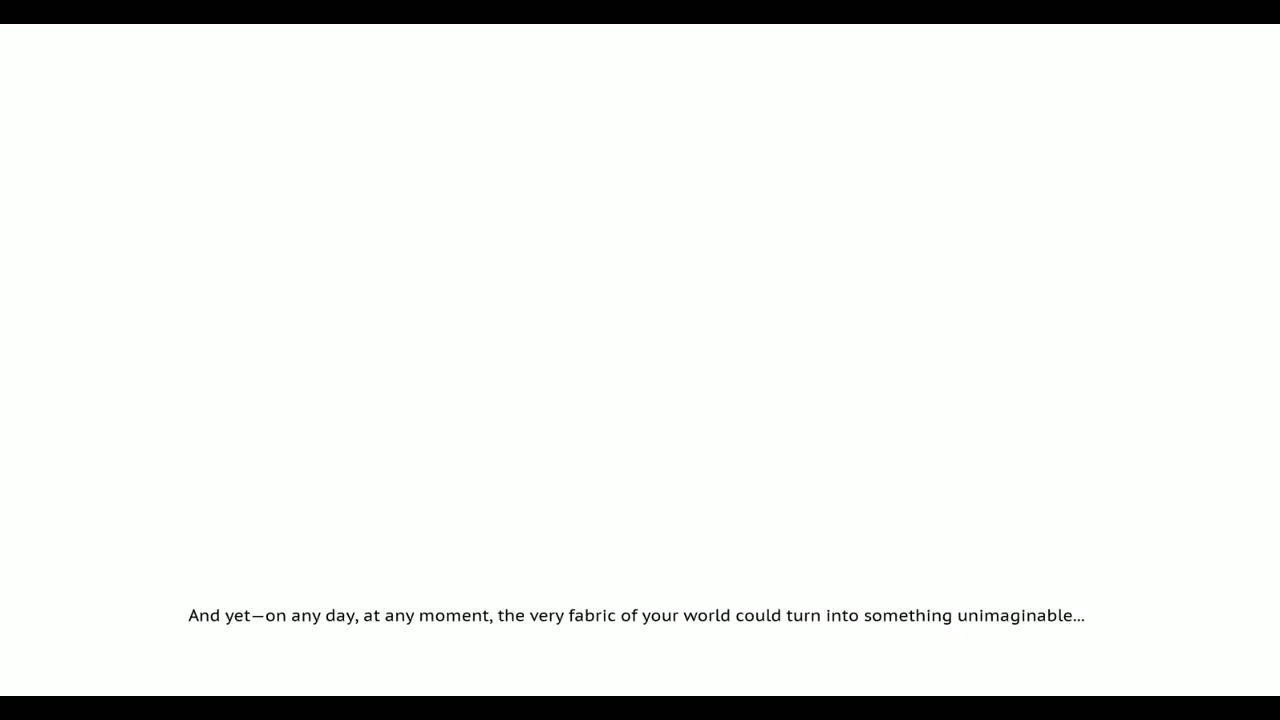 And yet—on any day, at any moment, the very fabric of your world could turn into something unimaginable...